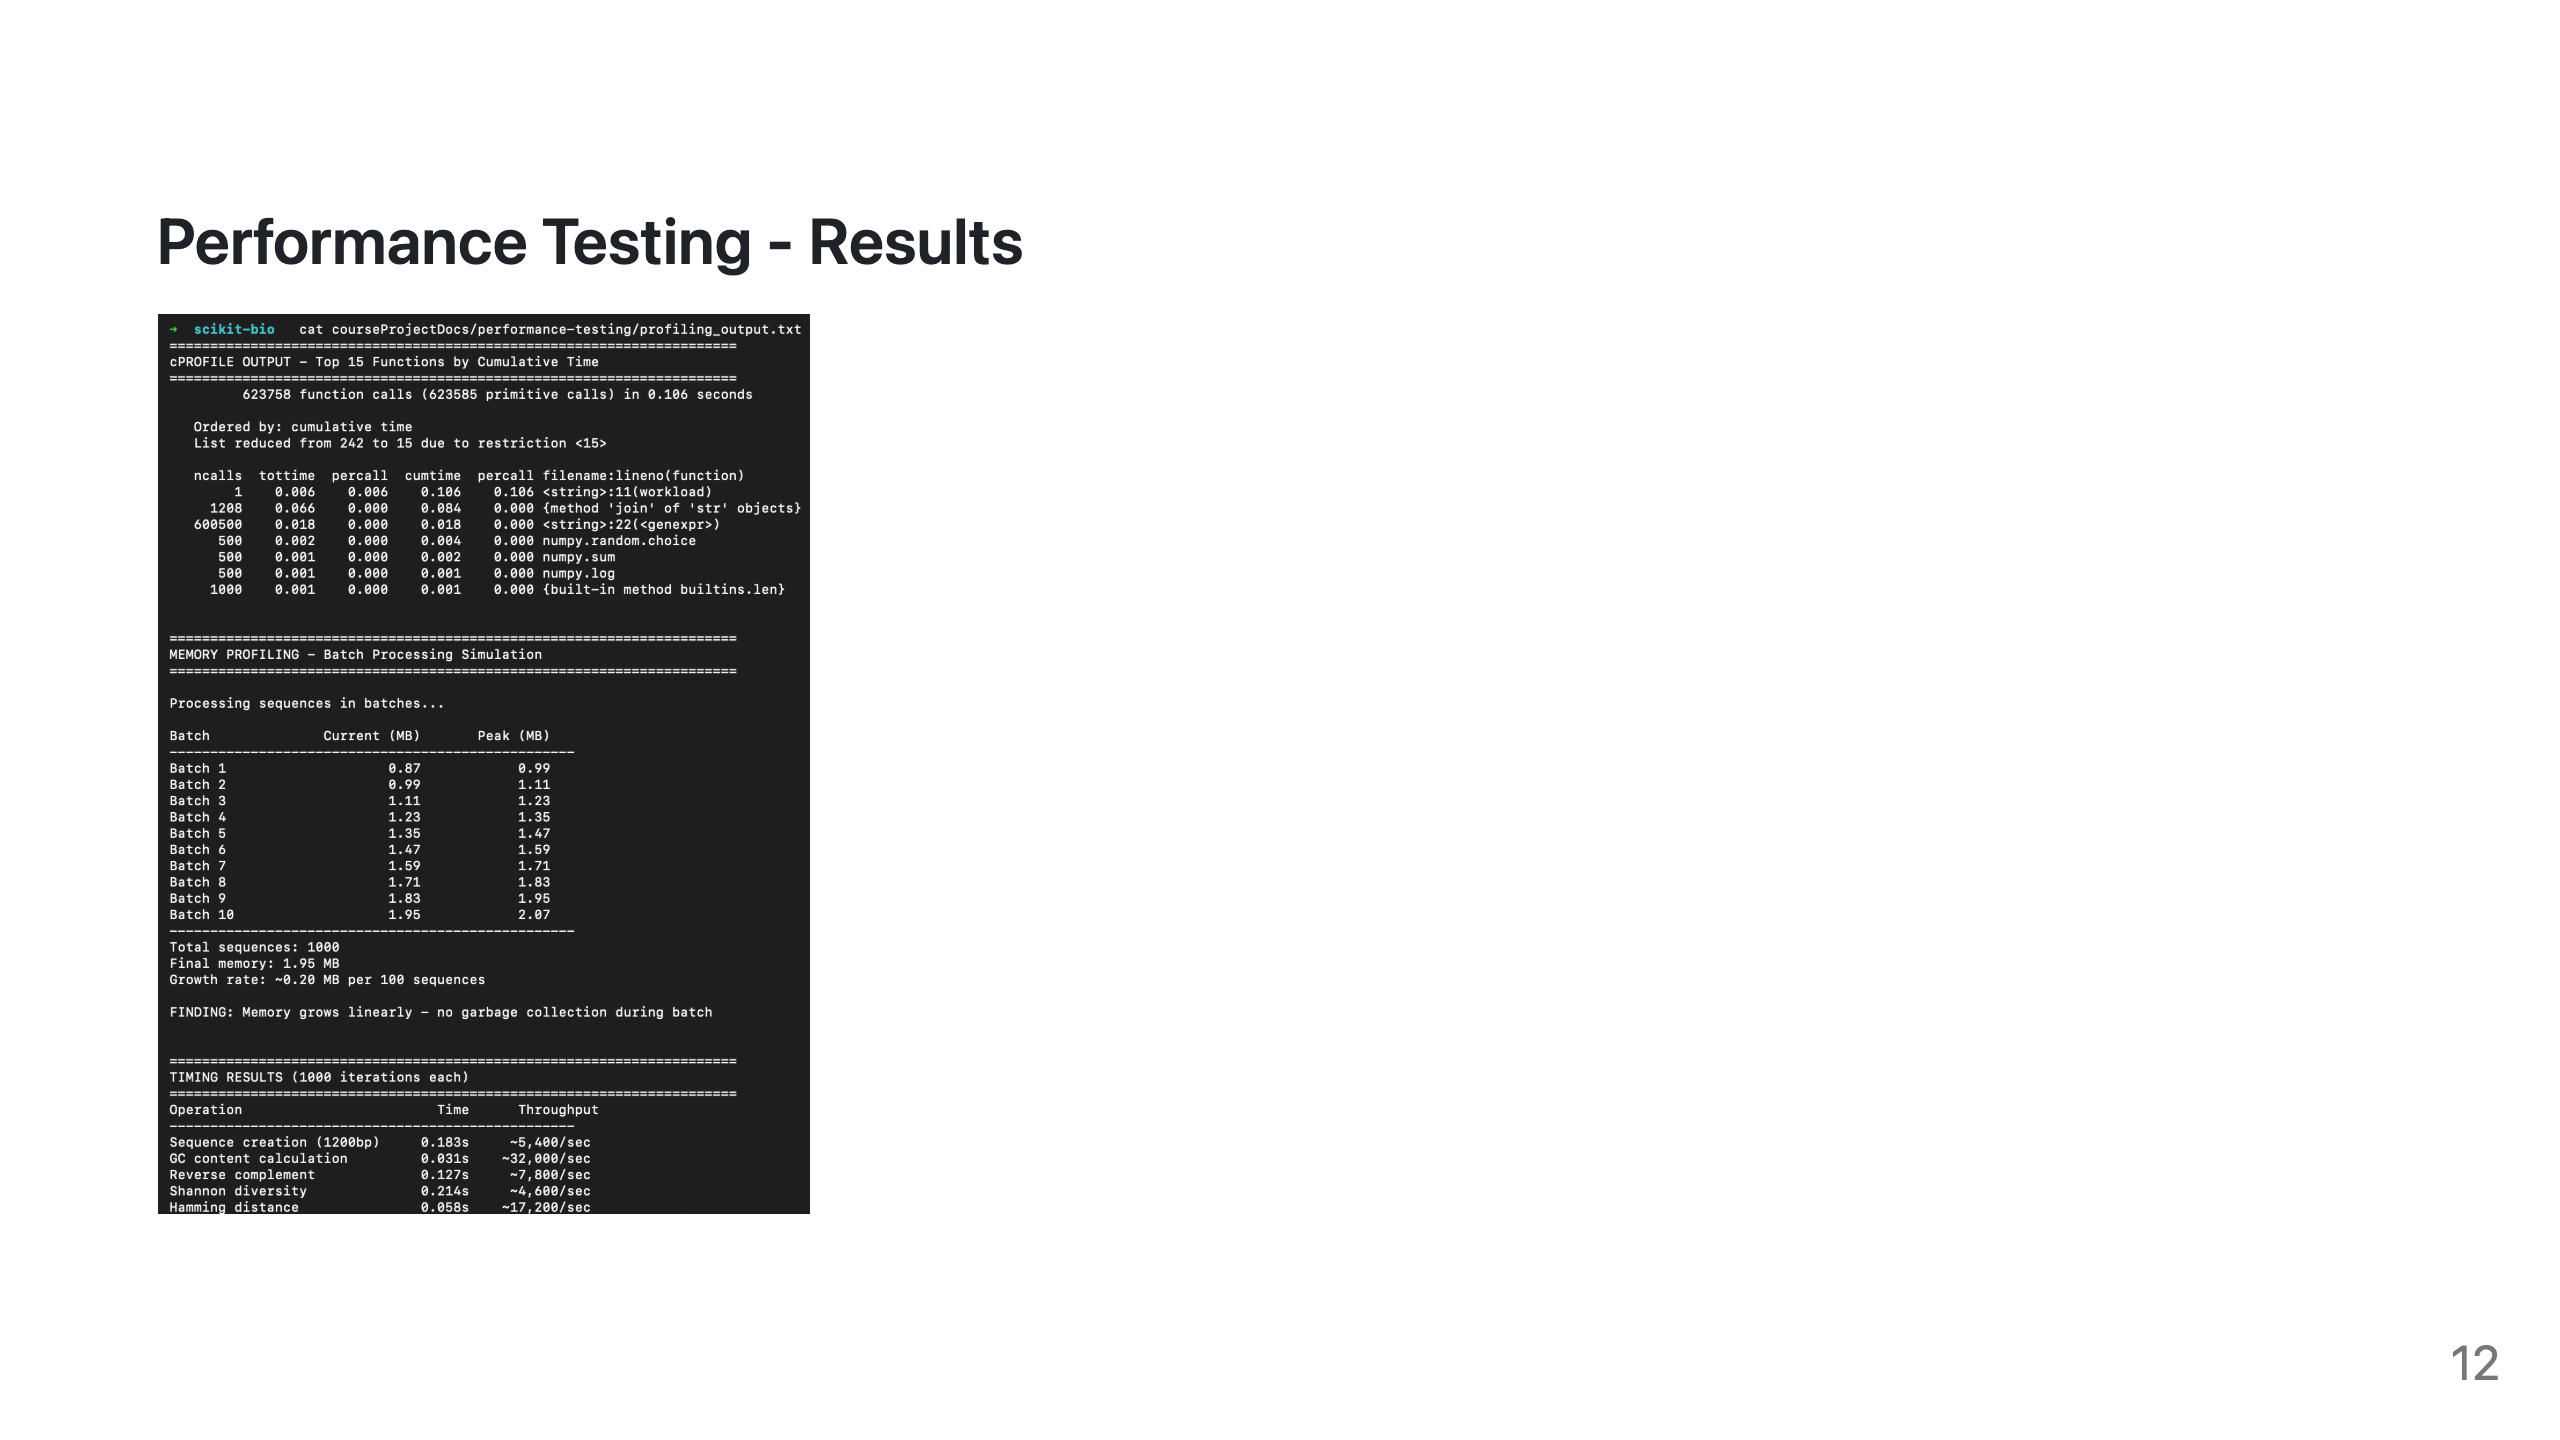 Performance Testing - Results
→ scikit-bio cat courseProjectDocs/performance-testing/profiling_output.txt
======================================================================
cPROFILE OUTPUT – Top 15 Functions by Cumulative Time
======================================================================
623758 function calls (623585 primitive calls) in 0.106 seconds
Ordered by: cumulative time
List reduced from 242 to 15 due to restriction <15>
ncalls tottime percall cumtime percall filename:lineno(function)
1 0.006 0.006 0.106 0.106 <string>:11(workload)
1208 0.066 0.000 0.084 0.000 {method 'join' of 'str' objects}
600500 0.018 0.000 0.018 0.000 <string>:22(<genexpr>)
500 0.002 0.000 0.004 0.000 numpy.random.choice
500 0.001 0.000 0.002 0.000 numpy.sum
500 0.001 0.000 0.001 0.000 numpy.log
1000 0.001 0.000 0.001 0.000 {built-in method builtins.len}
======================================================================
MEMORY PROFILING – Batch Processing Simulation
======================================================================
Processing sequences in batches...
Batch Current (MB) Peak (MB)
--------------------------------------------------
Batch 1 0.87 0.99
Batch 2 0.99 1.11
Batch 3 1.11 1.23
Batch 4 1.23 1.35
Batch 5 1.35 1.47
Batch 6 1.47 1.59
Batch 7 1.59 1.71
Batch 8 1.71 1.83
Batch 9 1.83 1.95
Batch 10 1.95 2.07
--------------------------------------------------
Total sequences: 1000
Final memory: 1.95 MB
Growth rate: ~0.20 MB per 100 sequences
FINDING: Memory grows linearly – no garbage collection during batch
======================================================================
TIMING RESULTS (1000 iterations each)
======================================================================
Operation Time Throughput
--------------------------------------------------
Sequence creation (1200bp) 0.183s ~5,400/sec
GC content calculation 0.031s ~32,000/sec
Reverse complement 0.127s ~7,800/sec
Shannon diversity 0.214s ~4,600/sec
Hamming distance 0.058s ~17,200/sec
12